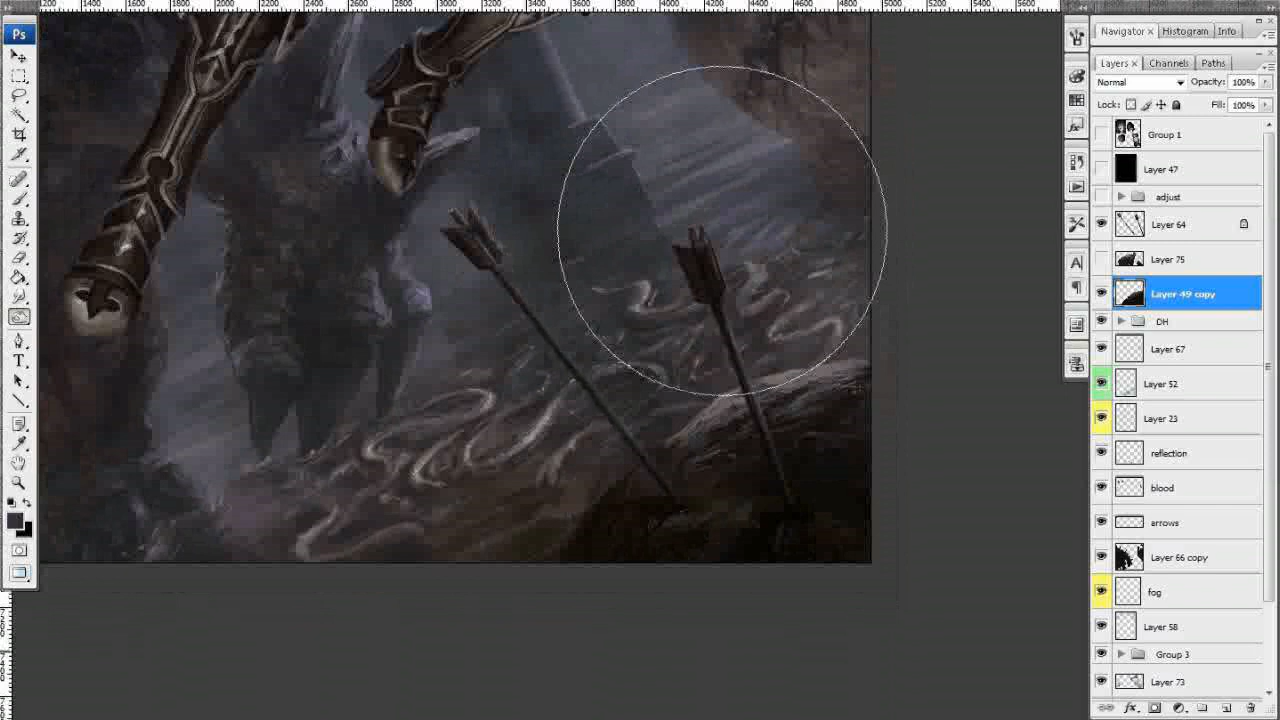 1200 1400 1600 1800 2000 2200 2400 2600 2800 3000 3200 3400 3600 3800 4000 4200 4400 4600 4800 5000 5200 5400 5600
Ps
Navigator x Histogram Info
Layers x Channels Paths
Normal Opacity: 100%
Lock: Fill: 100%
Group 1
Layer 47
adjust
Layer 64
Layer 75
Layer 49 copy
DH
Layer 67
Layer 52
Layer 23
reflection
blood
arrows
Layer 66 copy
fog
Layer 58
Group 3
Layer 73
T
A
fx